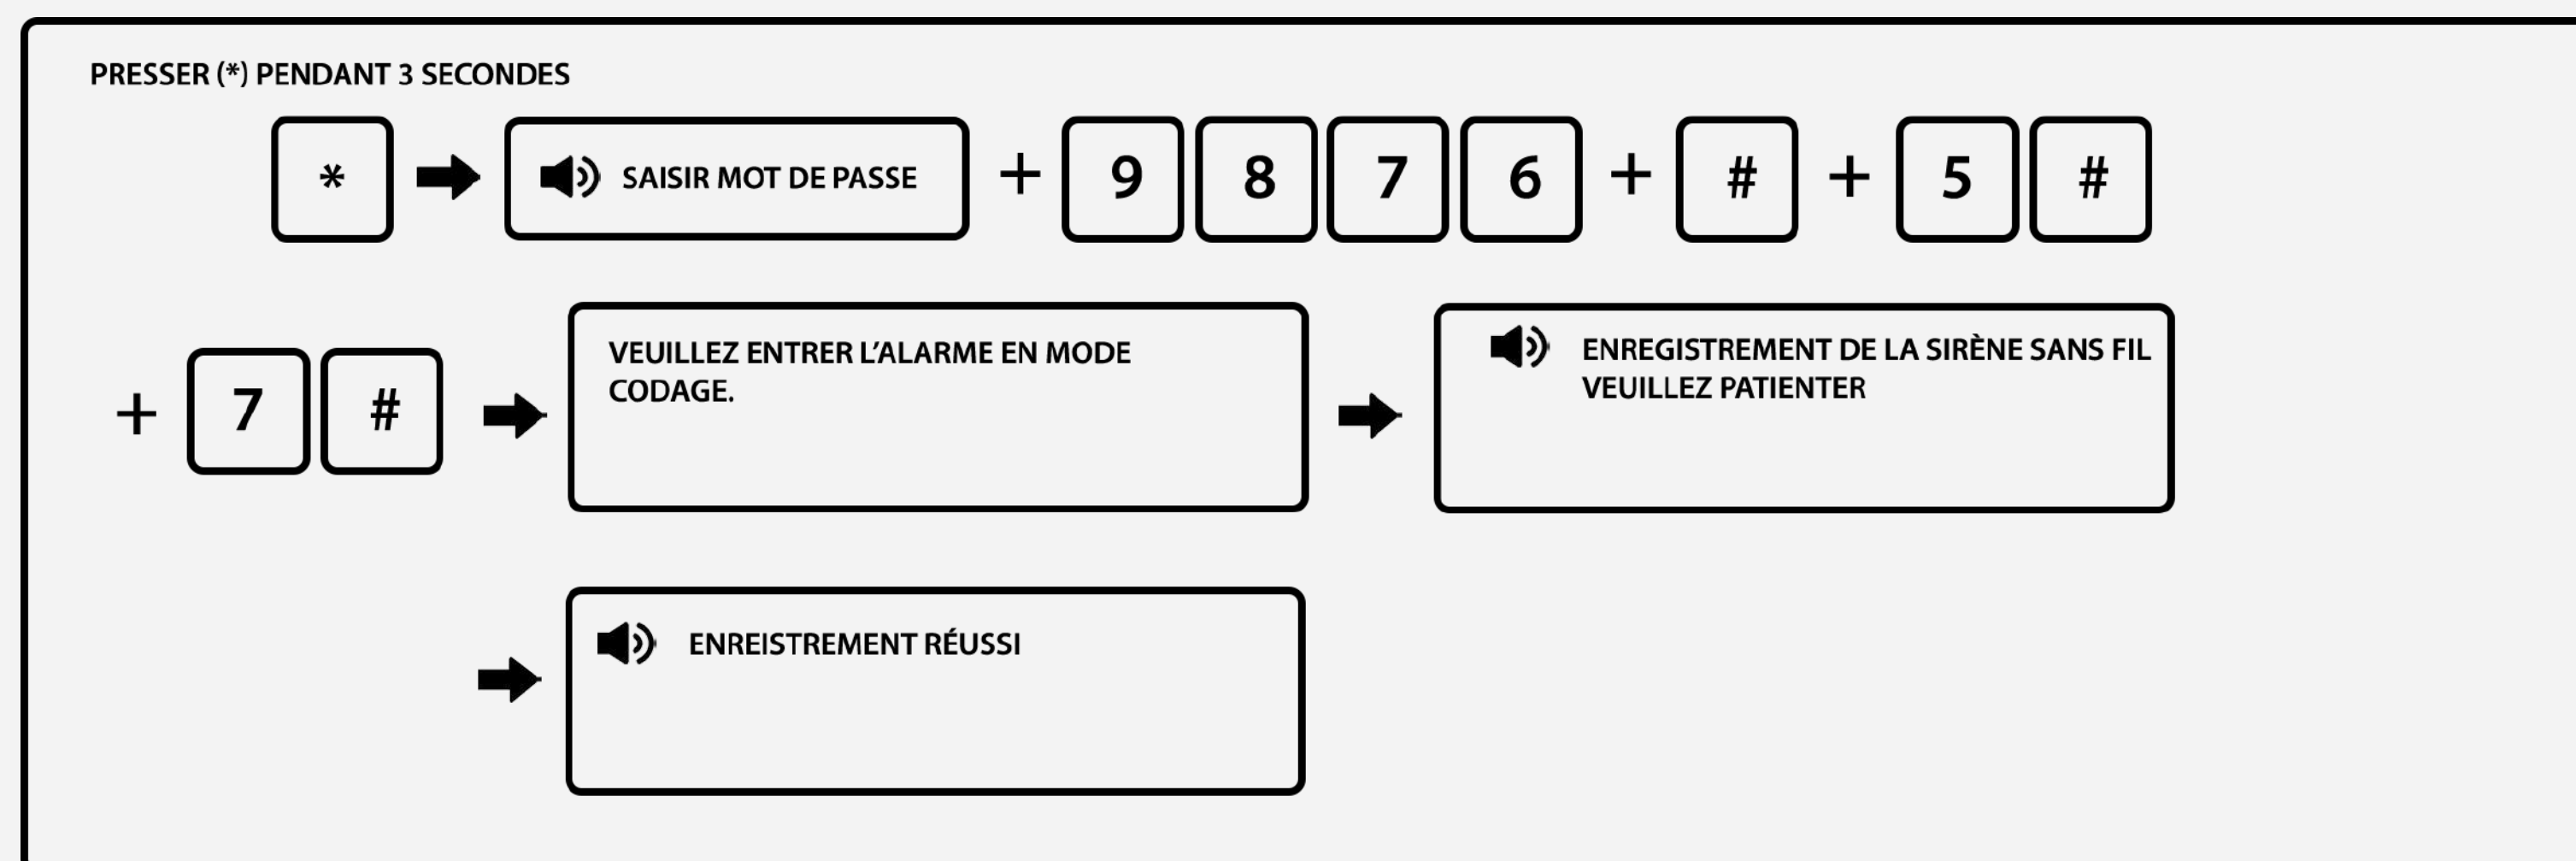 PRESSER (*) PENDANT 3 SECONDES
* SAISIR MOT DE PASSE + 9 8 7 6 + # + 5 #
+ 7 # VEUILLEZ ENTRER L’ALARME EN MODE
CODAGE.
ENREGISTREMENT DE LA SIRÈNE SANS FIL
VEUILLEZ PATIENTER
ENREISTREMENT RÉUSSI